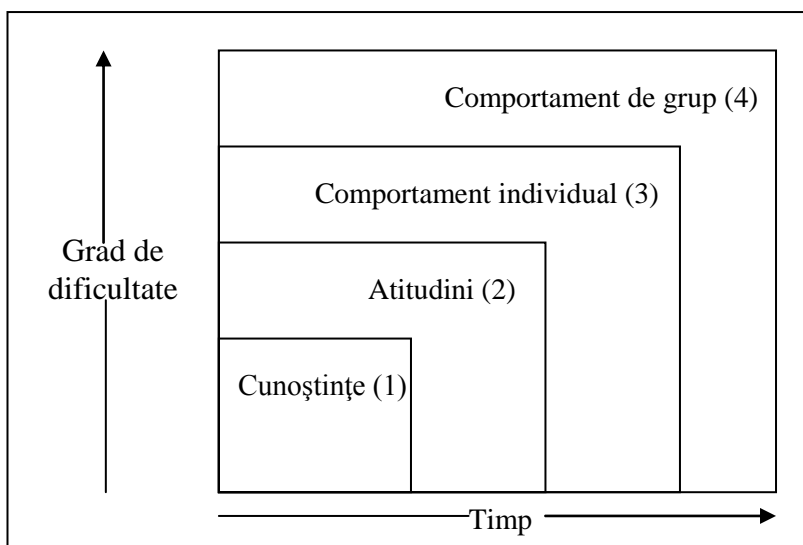 Comportament de grup (4)
Comportament individual (3)
Grad de
dificultate
Atitudini (2)
Cunoştinţe (1)
Timp